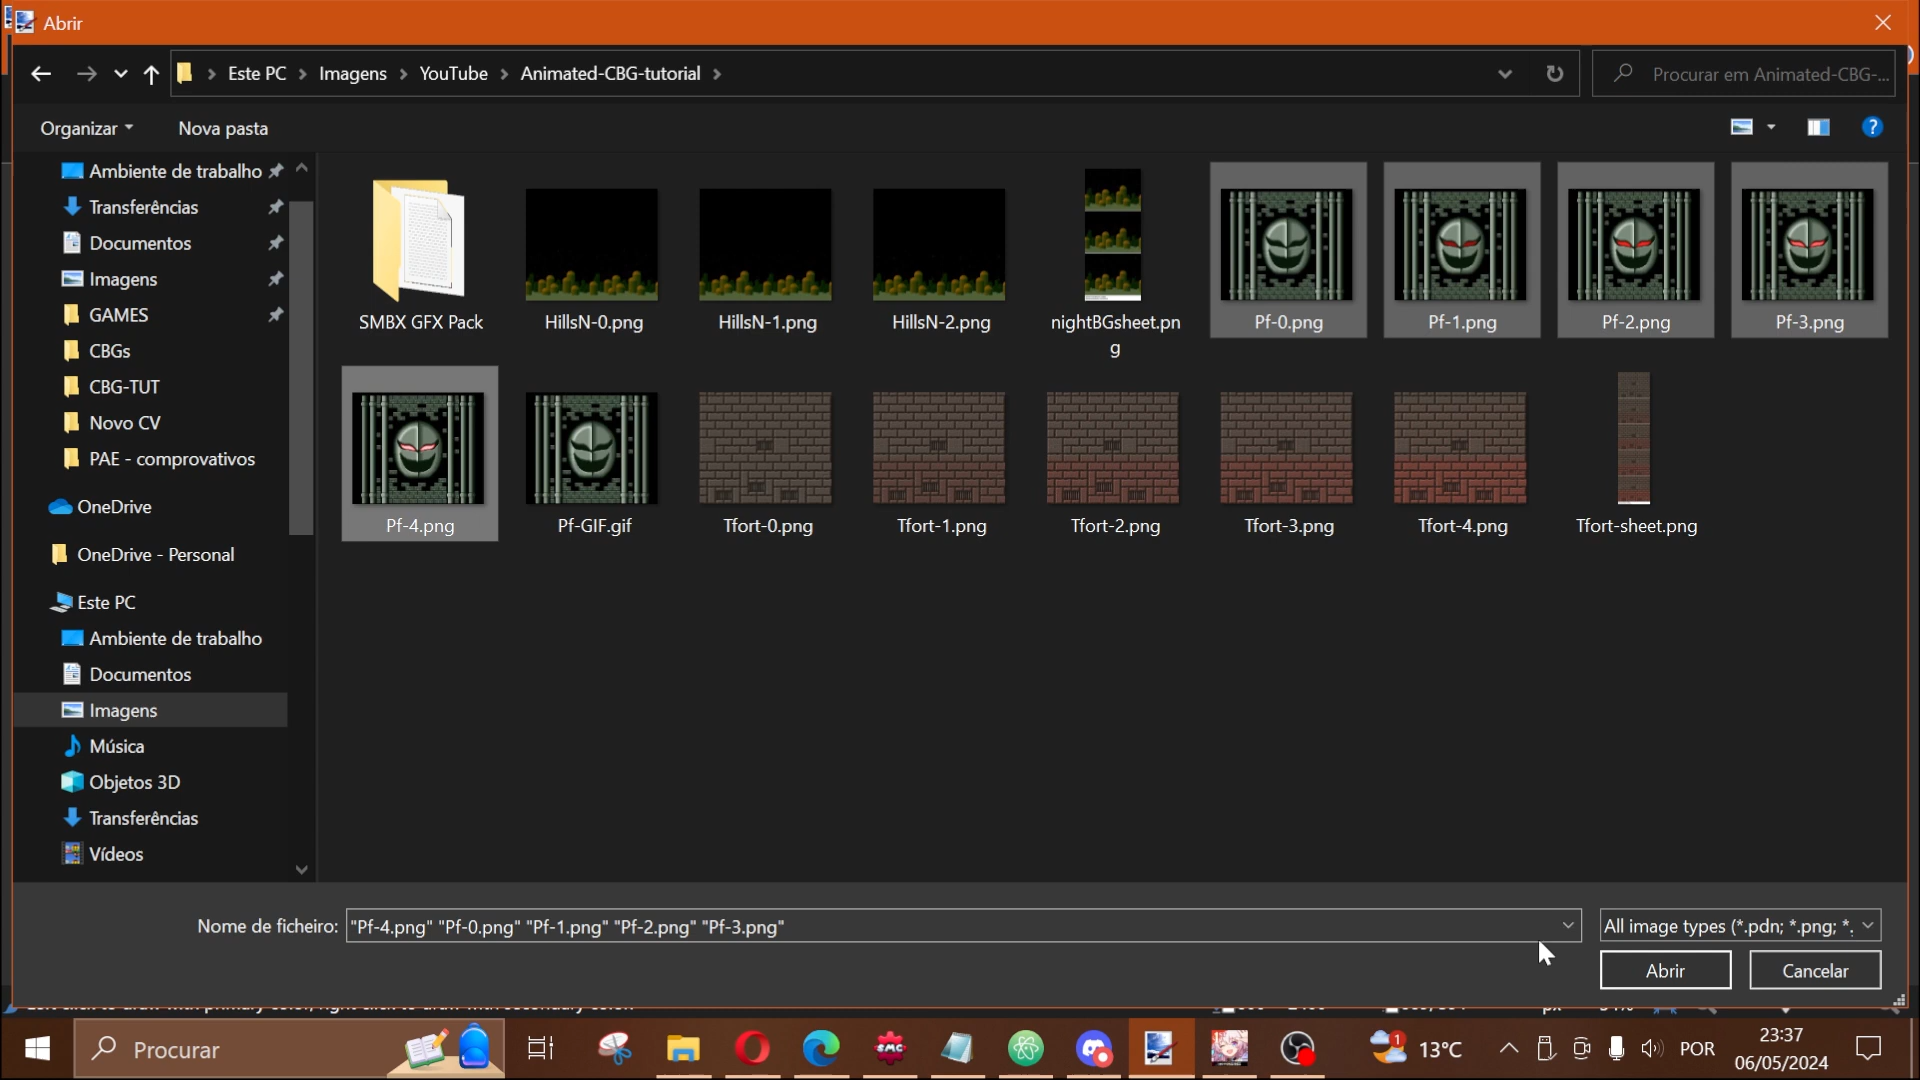 Abrir
Este PC > Imagens > YouTube > Animated-CBG-tutorial >
Procurar em Animated-CBG-...
Organizar
Nova pasta
Ambiente de trabalho
Transferências
Documentos
Imagens
GAMES
CBGs
CBG-TUT
Novo CV
PAE - comprovativos
OneDrive
OneDrive - Personal
Este PC
Ambiente de trabalho
Documentos
Imagens
Música
Objetos 3D
Transferências
Vídeos
SMBX GFX Pack
HillsN-0.png
HillsN-1.png
HillsN-2.png
nightBGsheet.pn
g
Pf-0.png
Pf-1.png
Pf-2.png
Pf-3.png
Pf-4.png
Pf-GIF.gif
Tfort-0.png
Tfort-1.png
Tfort-2.png
Tfort-3.png
Tfort-4.png
Tfort-sheet.png
Nome de ficheiro:
"Pf-4.png" "Pf-0.png" "Pf-1.png" "Pf-2.png" "Pf-3.png"
All image types (*.pdn; *.png; *.
Abrir
Cancelar
Procurar
SMC
1
13°C
POR
23:37
06/05/2024